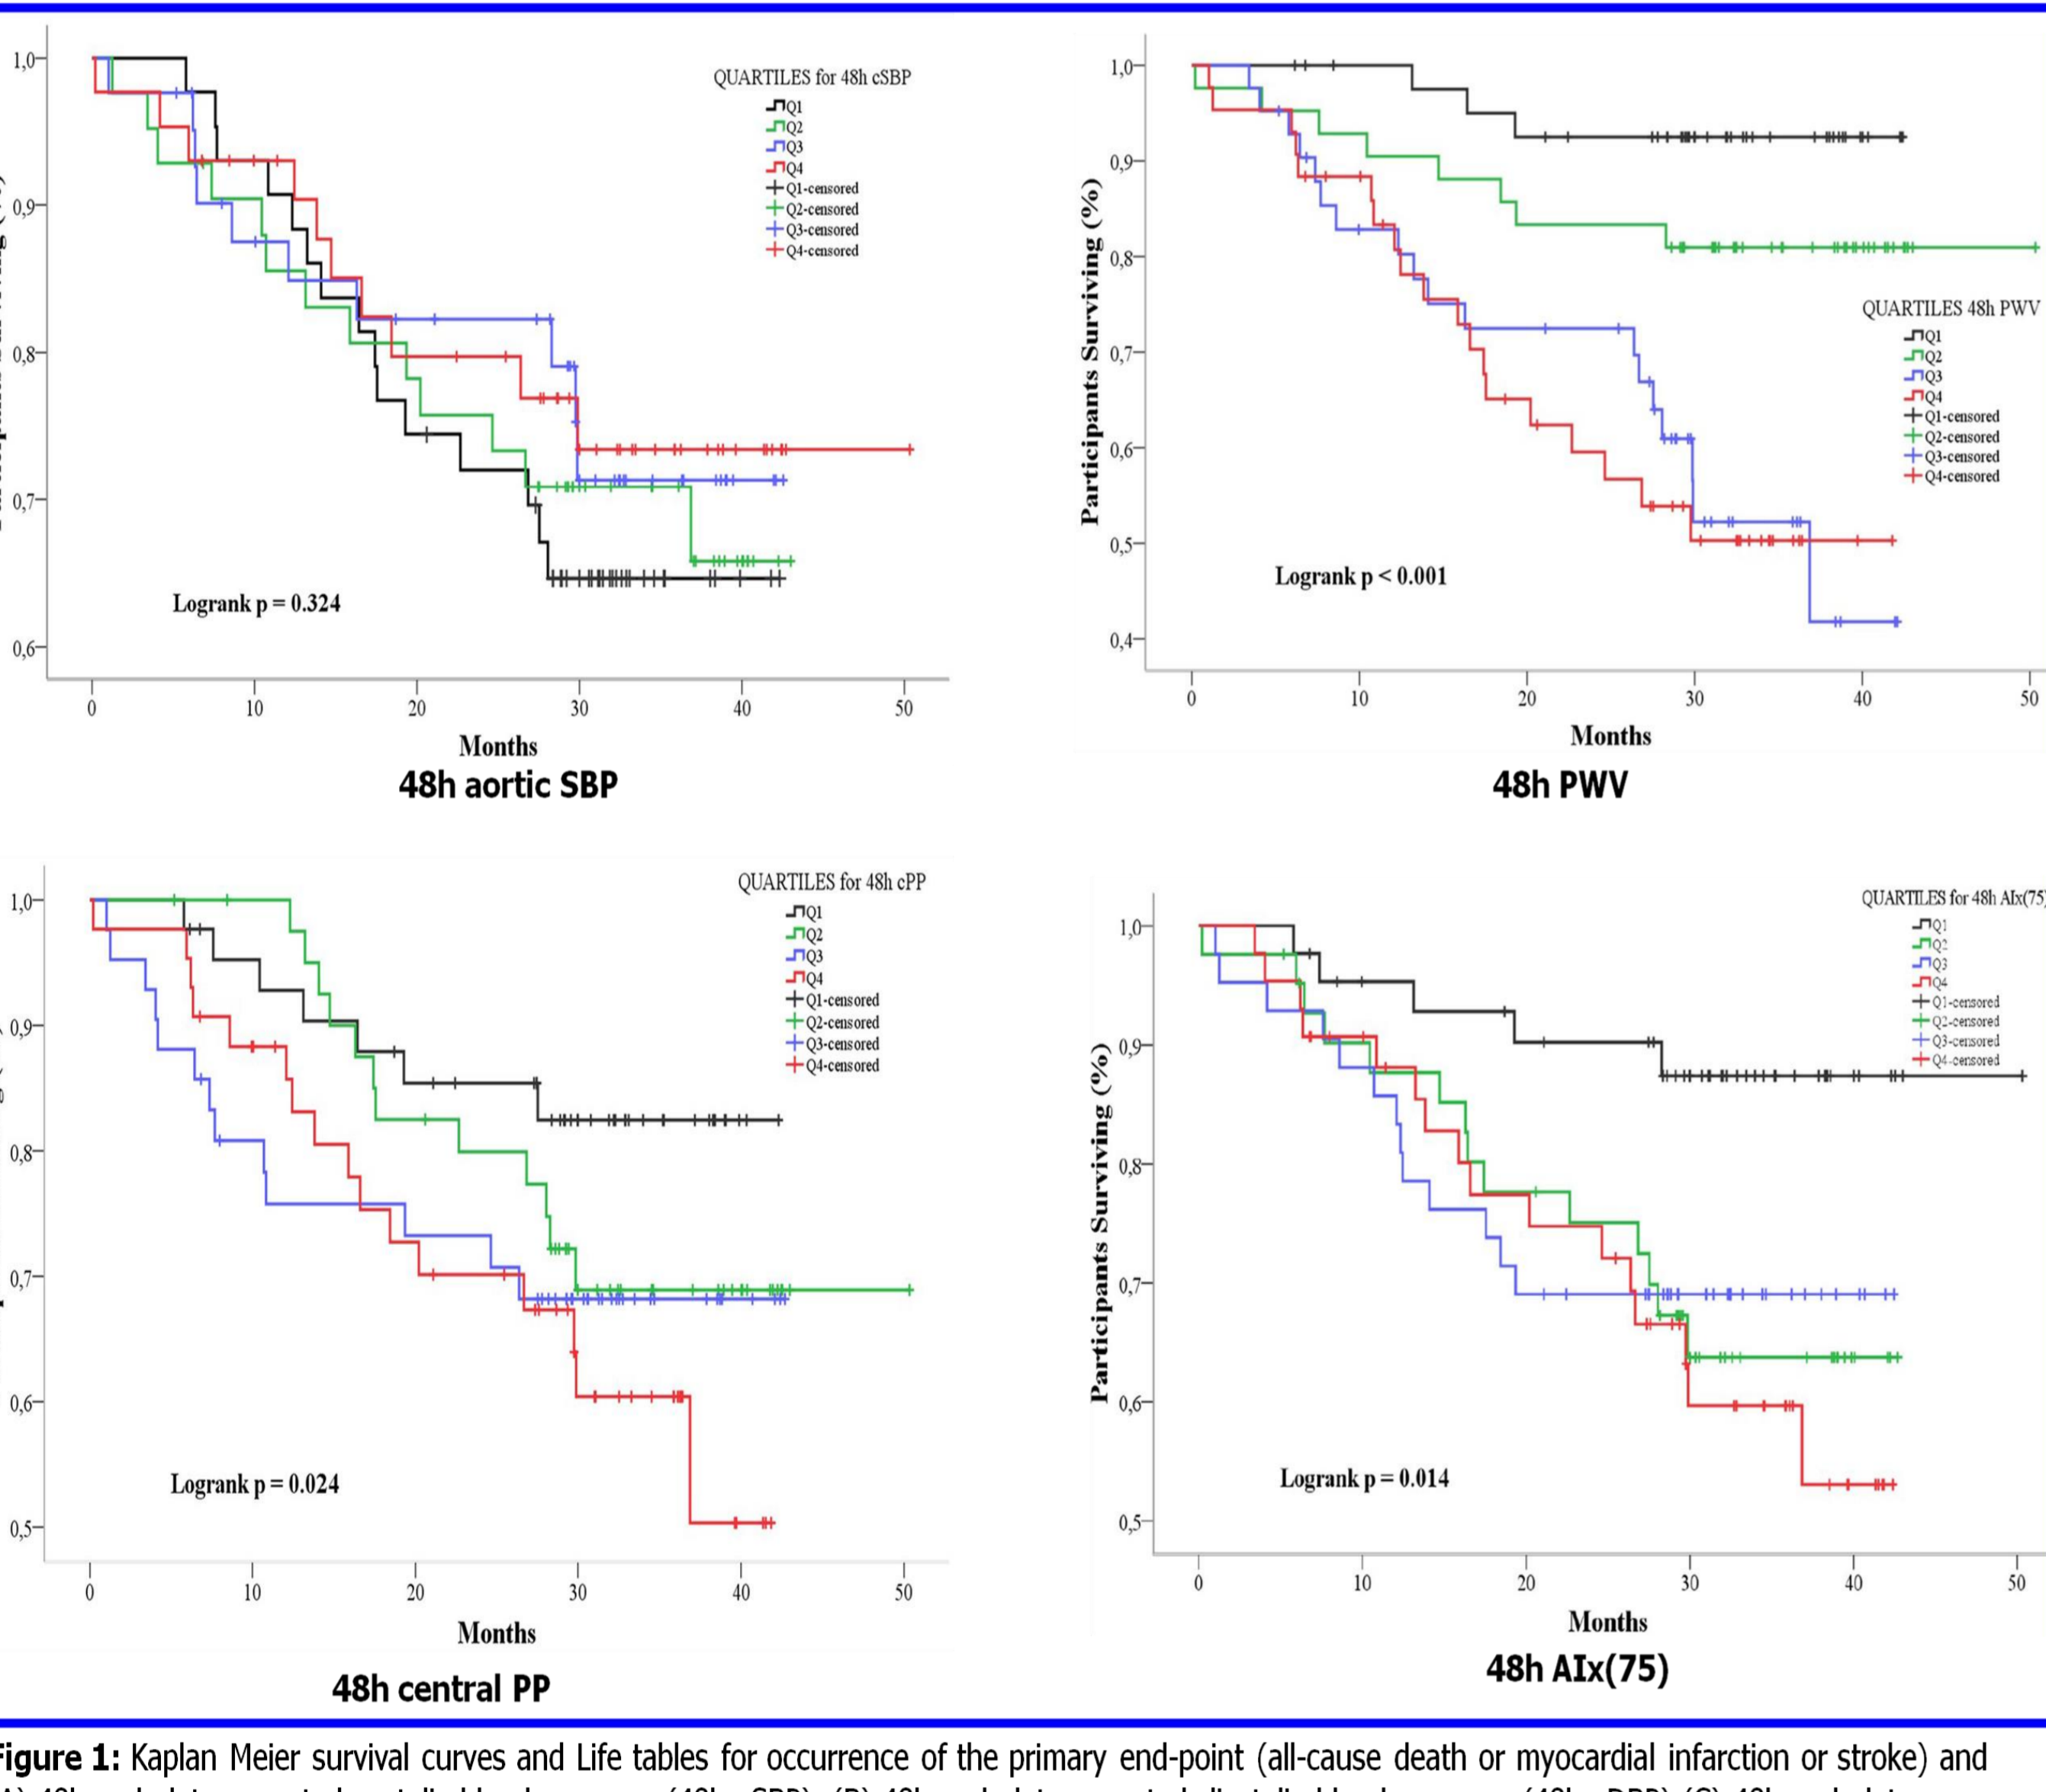 QUARTILES for 48h cSBP
Q1
Q2
Q3
Q4
Q1-censored
Q2-censored
Q3-censored
Q4-censored
1,0
0,9
0,8
0,7
0,6
Logrank p = 0.324
0 10 20 30 40 50
Months
48h aortic SBP
Participants Surviving (%)
1,0
0,9
0,8
0,7
0,6
0,5
0,4
QUARTILES 48h PWV
Q1
Q2
Q3
Q4
Q1-censored
Q2-censored
Q3-censored
Q4-censored
Logrank p < 0.001
0 10 20 30 40 50
Months
48h PWV
QUARTILES for 48h cPP
Q1
Q2
Q3
Q4
Q1-censored
Q2-censored
Q3-censored
Q4-censored
1,0
0,9
0,8
0,7
0,6
0,5
Logrank p = 0.024
0 10 20 30 40 50
Months
48h central PP
QUARTILES for 48h AIx(75)
Q1
Q2
Q3
Q4
Q1-censored
Q2-censored
Q3-censored
Q4-censored
Participants Surviving (%)
1,0
0,9
0,8
0,7
0,6
0,5
Logrank p = 0.014
0 10 20 30 40 50
Months
48h AIx(75)
Figure 1: Kaplan Meier survival curves and Life tables for occurrence of the primary end-point (all-cause death or myocardial infarction or stroke) and